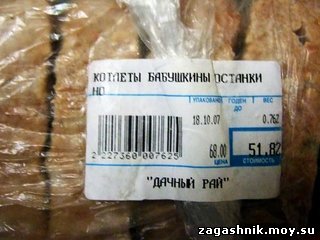 КОТЛЕТЫ БАБУШКИНЫ ОСТАНКИ
НО
УПАКОВАНО ГОДЕН ДО ВЕС
18.10.07 0.762
68.00 51.82
ЦЕНА СТОИМОСТЬ
2 227360 007625
"ДАЧНЫЙ РАЙ"
zagashnik.moy.su